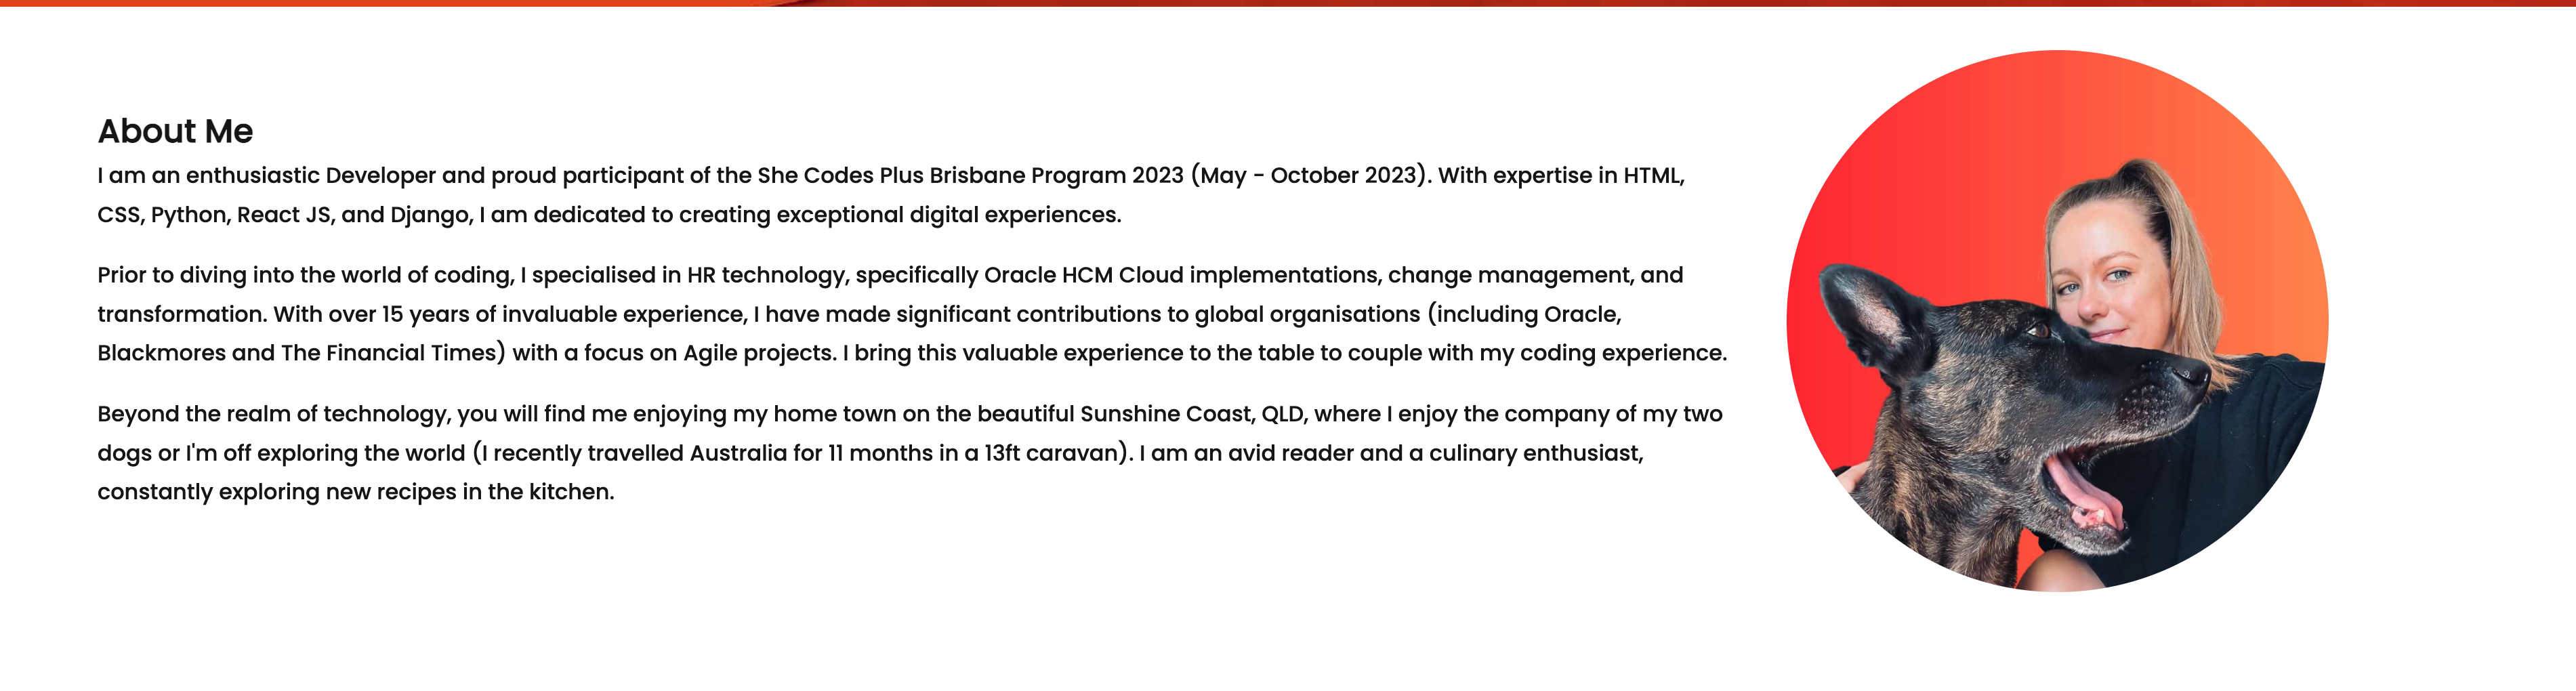 About Me
I am an enthusiastic Developer and proud participant of the She Codes Plus Brisbane Program 2023 (May - October 2023). With expertise in HTML,
CSS, Python, React JS, and Django, I am dedicated to creating exceptional digital experiences.
Prior to diving into the world of coding, I specialised in HR technology, specifically Oracle HCM Cloud implementations, change management, and
transformation. With over 15 years of invaluable experience, I have made significant contributions to global organisations (including Oracle,
Blackmores and The Financial Times) with a focus on Agile projects. I bring this valuable experience to the table to couple with my coding experience.
Beyond the realm of technology, you will find me enjoying my home town on the beautiful Sunshine Coast, QLD, where I enjoy the company of my two
dogs or I'm off exploring the world (I recently travelled Australia for 11 months in a 13ft caravan). I am an avid reader and a culinary enthusiast,
constantly exploring new recipes in the kitchen.